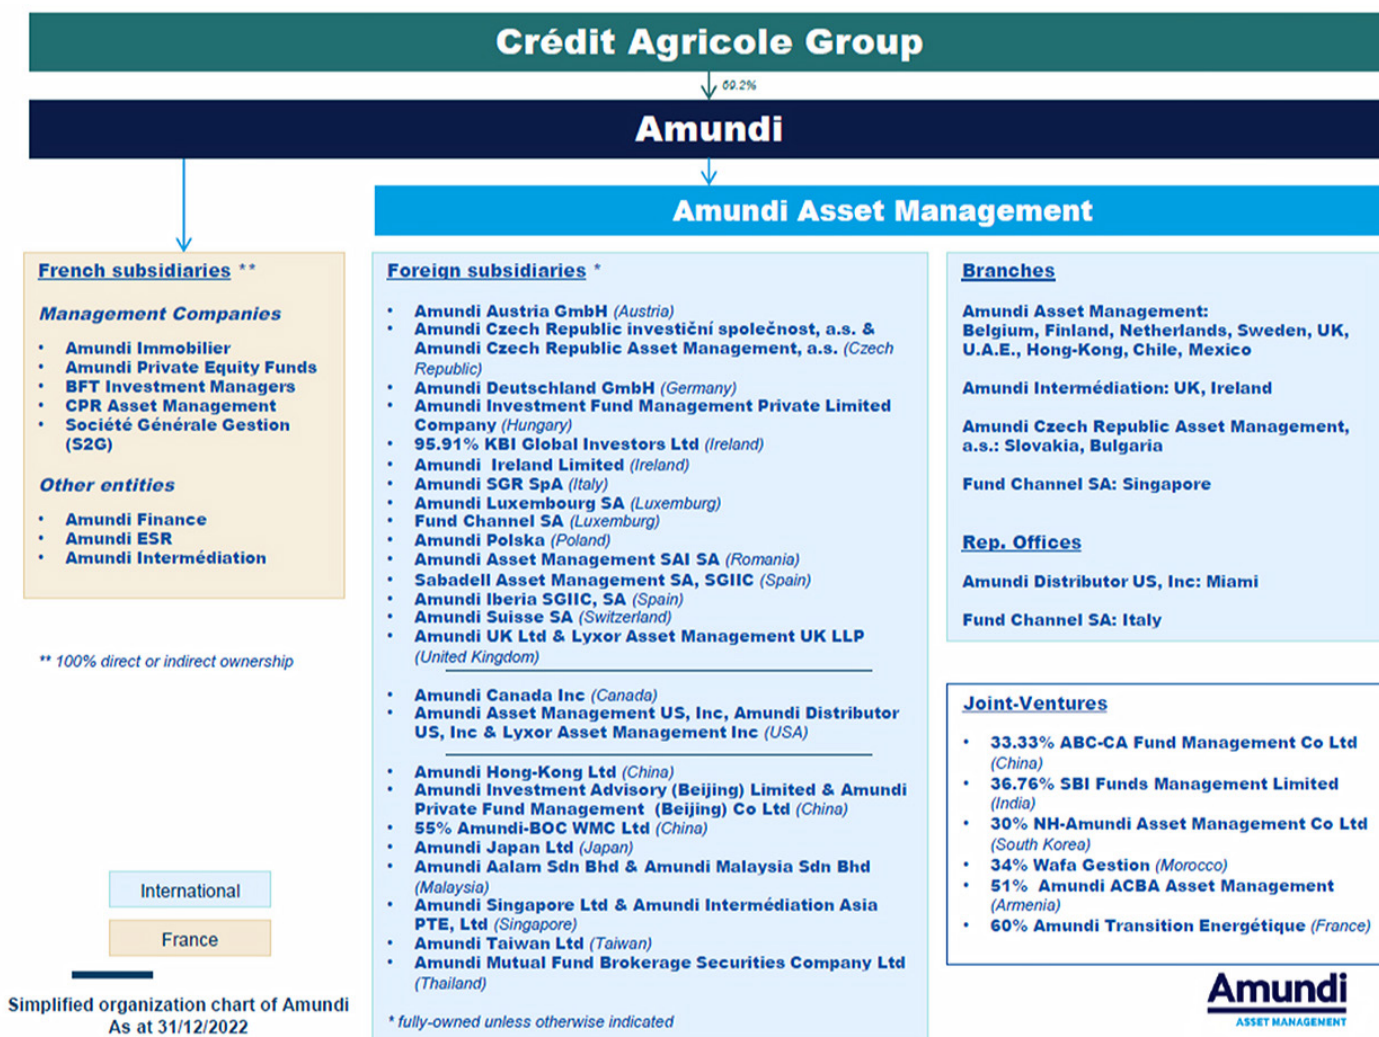 Crédit Agricole Group
69.2%
Amundi
Amundi Asset Management
French subsidiaries **
Management Companies
• Amundi Immobilier
• Amundi Private Equity Funds
• BFT Investment Managers
• CPR Asset Management
• Société Générale Gestion
(S2G)
Other entities
• Amundi Finance
• Amundi ESR
• Amundi Intermédiation
** 100% direct or indirect ownership
International
France
Simplified organization chart of Amundi
As at 31/12/2022
Foreign subsidiaries *
• Amundi Austria GmbH (Austria)
• Amundi Czech Republic investiční společnost, a.s. &
Amundi Czech Republic Asset Management, a.s. (Czech
Republic)
• Amundi Deutschland GmbH (Germany)
• Amundi Investment Fund Management Private Limited
Company (Hungary)
• 95.91% KBI Global Investors Ltd (Ireland)
• Amundi Ireland Limited (Ireland)
• Amundi SGR SpA (Italy)
• Amundi Luxembourg SA (Luxemburg)
• Fund Channel SA (Luxemburg)
• Amundi Polska (Poland)
• Amundi Asset Management SAI SA (Romania)
• Sabadell Asset Management SA, SGIIC (Spain)
• Amundi Iberia SGIIC, SA (Spain)
• Amundi Suisse SA (Switzerland)
• Amundi UK Ltd & Lyxor Asset Management UK LLP
(United Kingdom)
• Amundi Canada Inc (Canada)
• Amundi Asset Management US, Inc, Amundi Distributor
US, Inc & Lyxor Asset Management Inc (USA)
• Amundi Hong-Kong Ltd (China)
• Amundi Investment Advisory (Beijing) Limited & Amundi
Private Fund Management (Beijing) Co Ltd (China)
• 55% Amundi-BOC WMC Ltd (China)
• Amundi Japan Ltd (Japan)
• Amundi Aalam Sdn Bhd & Amundi Malaysia Sdn Bhd
(Malaysia)
• Amundi Singapore Ltd & Amundi Intermédiation Asia
PTE, Ltd (Singapore)
• Amundi Taiwan Ltd (Taiwan)
• Amundi Mutual Fund Brokerage Securities Company Ltd
(Thailand)
* fully-owned unless otherwise indicated
Branches
Amundi Asset Management:
Belgium, Finland, Netherlands, Sweden, UK,
U.A.E., Hong-Kong, Chile, Mexico
Amundi Intermédiation: UK, Ireland
Amundi Czech Republic Asset Management,
a.s.: Slovakia, Bulgaria
Fund Channel SA: Singapore
Rep. Offices
Amundi Distributor US, Inc: Miami
Fund Channel SA: Italy
Joint-Ventures
• 33.33% ABC-CA Fund Management Co Ltd
(China)
• 36.76% SBI Funds Management Limited
(India)
• 30% NH-Amundi Asset Management Co Ltd
(South Korea)
• 34% Wafa Gestion (Morocco)
• 51% Amundi ACBA Asset Management
(Armenia)
• 60% Amundi Transition Energétique (France)
Amundi
ASSET MANAGEMENT